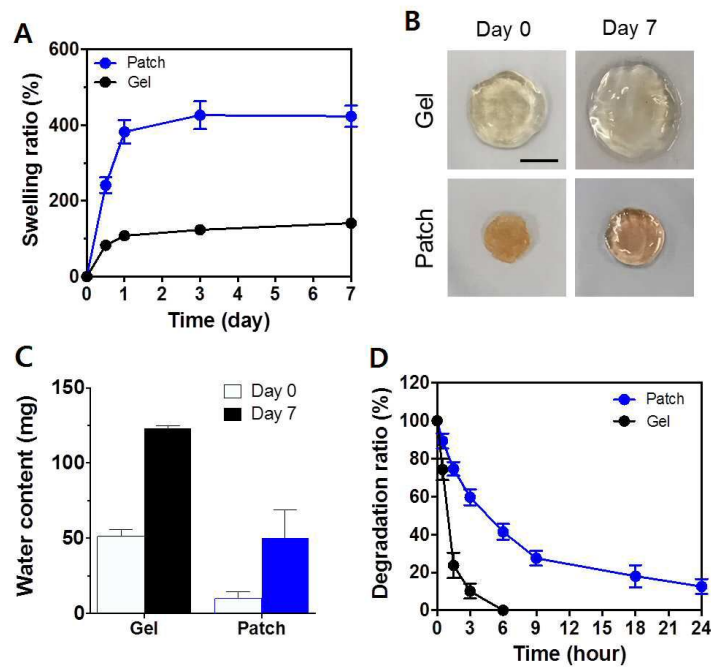 A
Swelling ratio (%)
600
400
200
0
Patch
Gel
0 1 2 3 4 5 6 7
Time (day)
B
Day 0 Day 7
Gel
Patch
C
Water content (mg)
150
100
50
0
Day 0
Day 7
Gel Patch
D
Degradation ratio (%)
120
100
80
60
40
20
0
Patch
Gel
0 3 6 9 12 15 18 21 24
Time (hour)